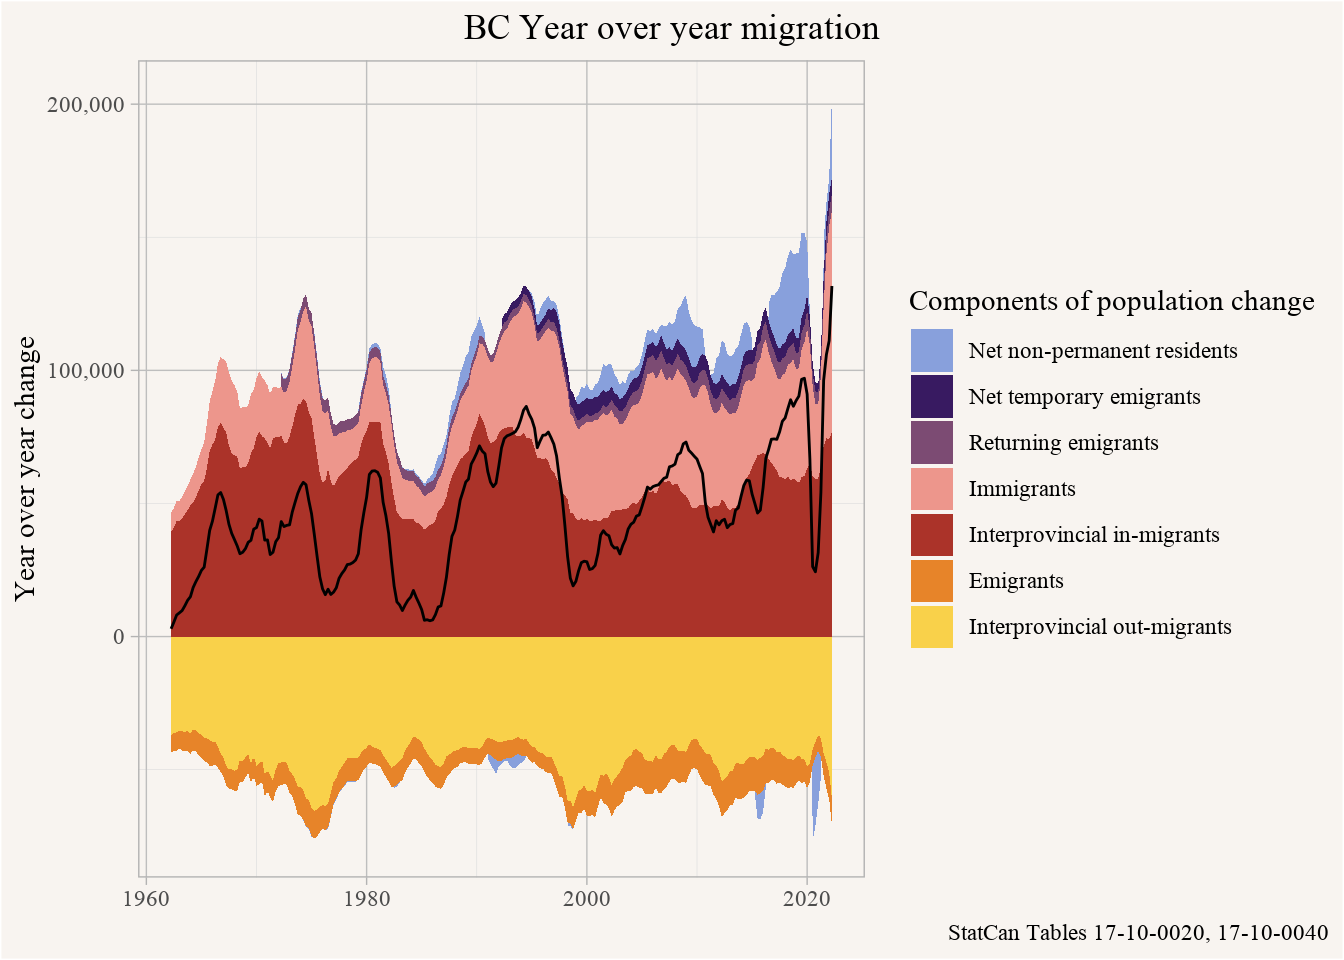 BC Year over year migration
Year over year change
200,000
100,000
0
1960
1980
2000
2020
Components of population change
Net non-permanent residents
Net temporary emigrants
Returning emigrants
Immigrants
Interprovincial in-migrants
Emigrants
Interprovincial out-migrants
StatCan Tables 17-10-0020, 17-10-0040